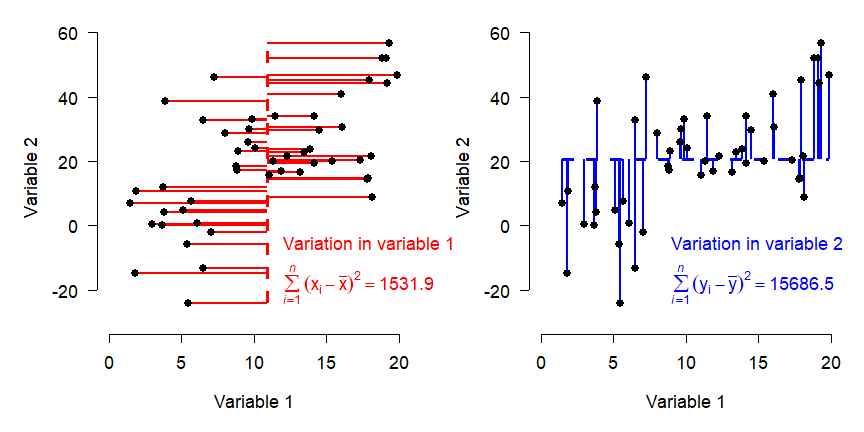 60
40
20
0
-20
Variable 2
Variation in variable 1
n
∑(xᵢ − x̅)² = 1531.9
i=1
0 5 10 15 20
Variable 1
60
40
20
0
-20
Variable 2
Variation in variable 2
n
∑(yᵢ − y̅)² = 15686.5
i=1
0 5 10 15 20
Variable 1